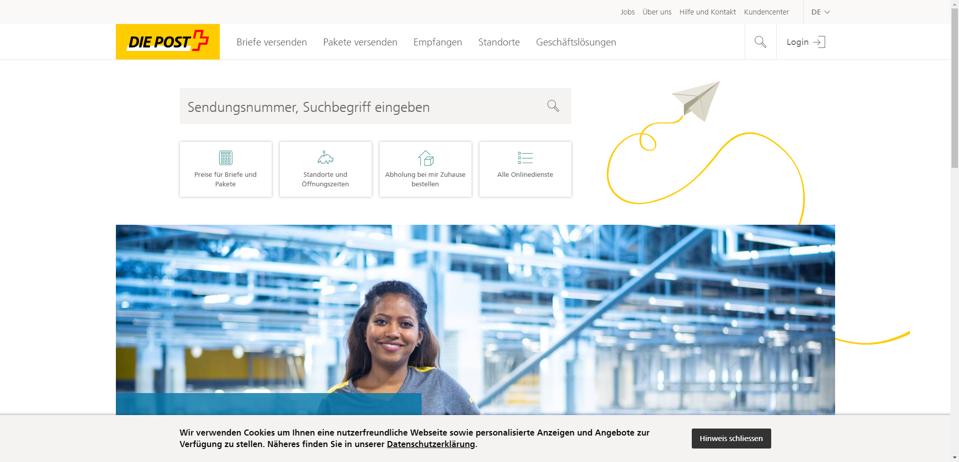 Jobs Über uns Hilfe und Kontakt Kundencenter DE
DIE POST
Briefe versenden Pakete versenden Empfangen Standorte Geschäftslösungen
Login
Sendungsnummer, Suchbegriff eingeben
Preise für Briefe und
Pakete
Standorte und
Öffnungszeiten
Abholung bei mir Zuhause
bestellen
Alle Onlinedienste
Wir verwenden Cookies um Ihnen eine nutzerfreundliche Webseite sowie personalisierte Anzeigen und Angebote zur
Verfügung zu stellen. Näheres finden Sie in unserer Datenschutzerklärung.
Hinweis schliessen